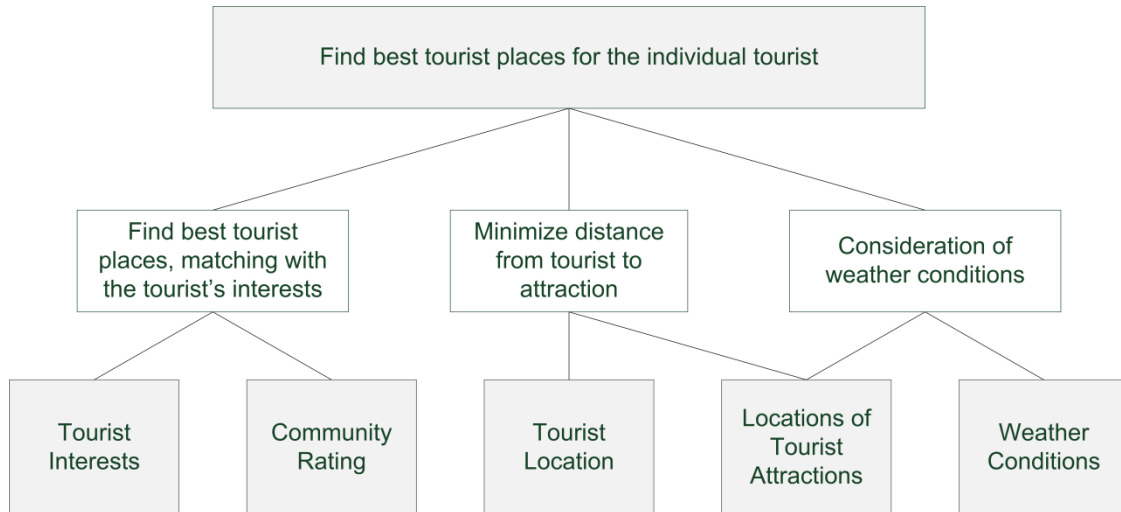 Find best tourist places for the individual tourist
Find best tourist
places, matching with
the tourist's interests
Minimize distance
from tourist to
attraction
Consideration of
weather conditions
Tourist
Interests
Community
Rating
Tourist
Location
Locations of
Tourist
Attractions
Weather
Conditions